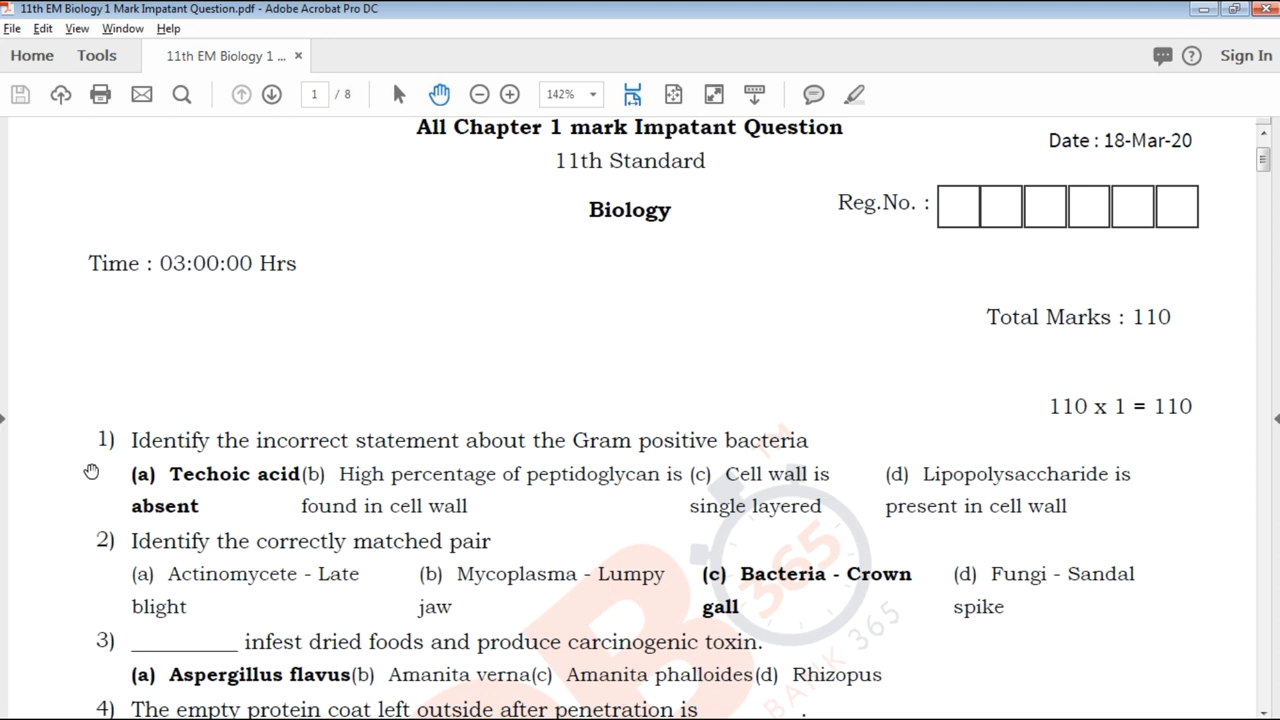 11th EM Biology 1 Mark Impatant Question.pdf - Adobe Acrobat Pro DC
File Edit View Window Help
Home Tools 11th EM Biology 1 ... × Sign In
1 / 8 142%
All Chapter 1 mark Impatant Question
Date : 18-Mar-20
11th Standard
Biology
Reg.No. :
Time : 03:00:00 Hrs
Total Marks : 110
110 x 1 = 110
1) Identify the incorrect statement about the Gram positive bacteria
(a) Techoic acid (b) High percentage of peptidoglycan is (c) Cell wall is (d) Lipopolysaccharide is
absent found in cell wall single layered present in cell wall
2) Identify the correctly matched pair
(a) Actinomycete - Late (b) Mycoplasma - Lumpy (c) Bacteria - Crown (d) Fungi - Sandal
blight jaw gall spike
3) __________ infest dried foods and produce carcinogenic toxin.
(a) Aspergillus flavus (b) Amanita verna (c) Amanita phalloides (d) Rhizopus
4) The empty protein coat left outside after penetration is __________.
365
BANK 365
TM